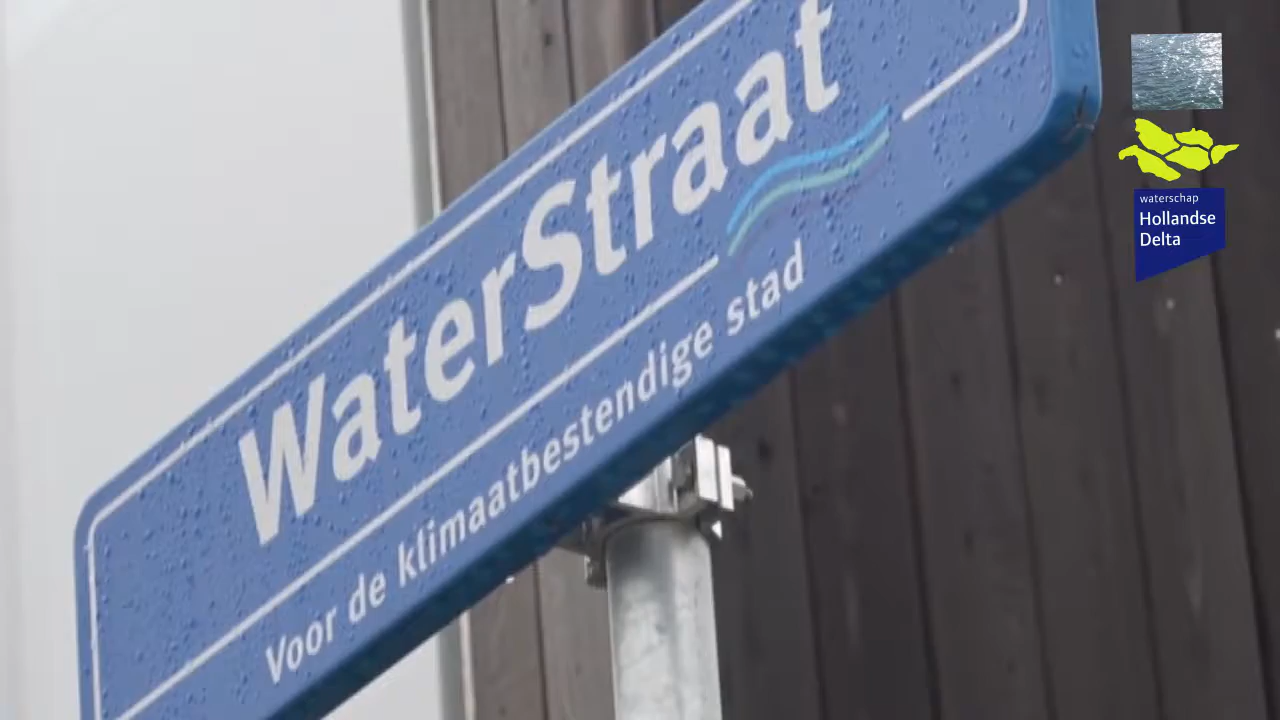 WaterStraat
Voor de klimaatbestendige stad
waterschap
Hollandse
Delta